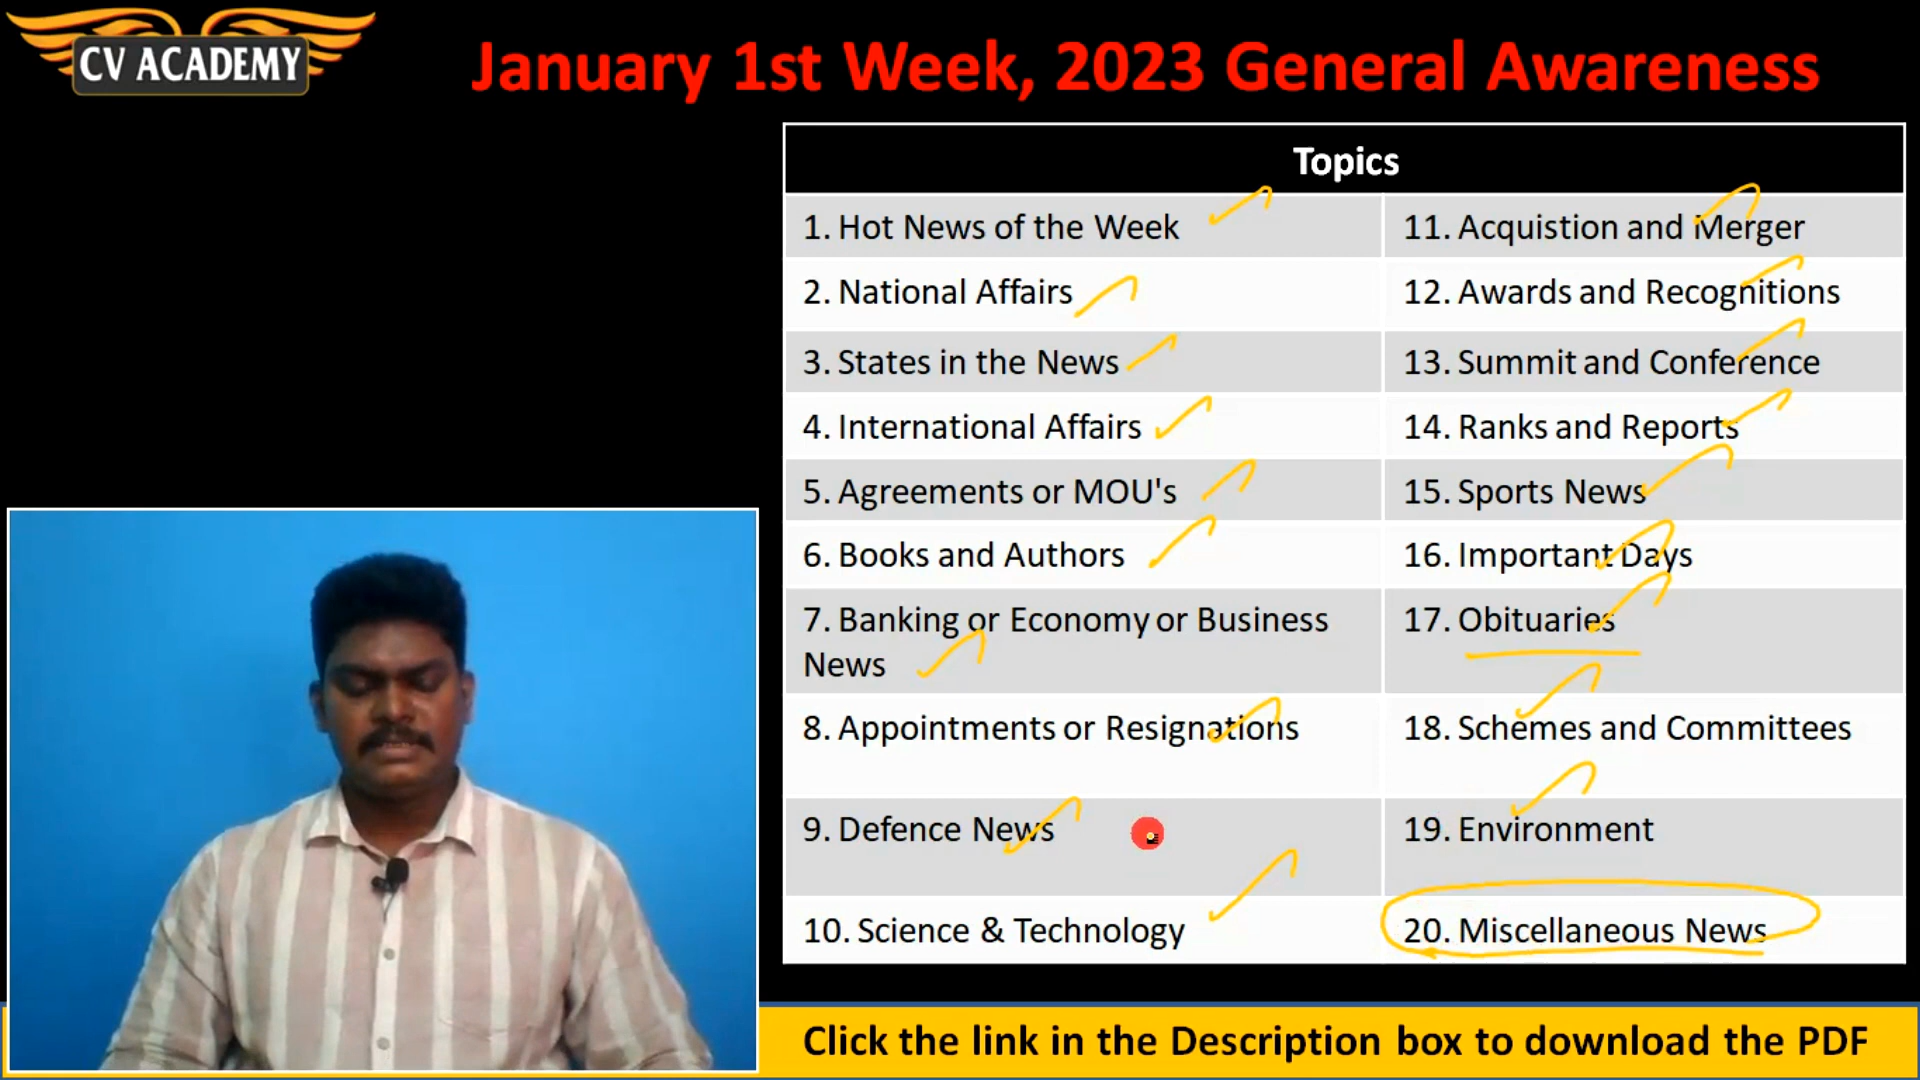 CV ACADEMY
January 1st Week, 2023 General Awareness
Topics
1. Hot News of the Week
11. Acquistion and Merger
2. National Affairs
12. Awards and Recognitions
3. States in the News
13. Summit and Conference
4. International Affairs
14. Ranks and Reports
5. Agreements or MOU's
15. Sports News
6. Books and Authors
16. Important Days
7. Banking or Economy or Business
News
17. Obituaries
8. Appointments or Resignations
18. Schemes and Committees
9. Defence News
19. Environment
10. Science & Technology
20. Miscellaneous News
Click the link in the Description box to download the PDF